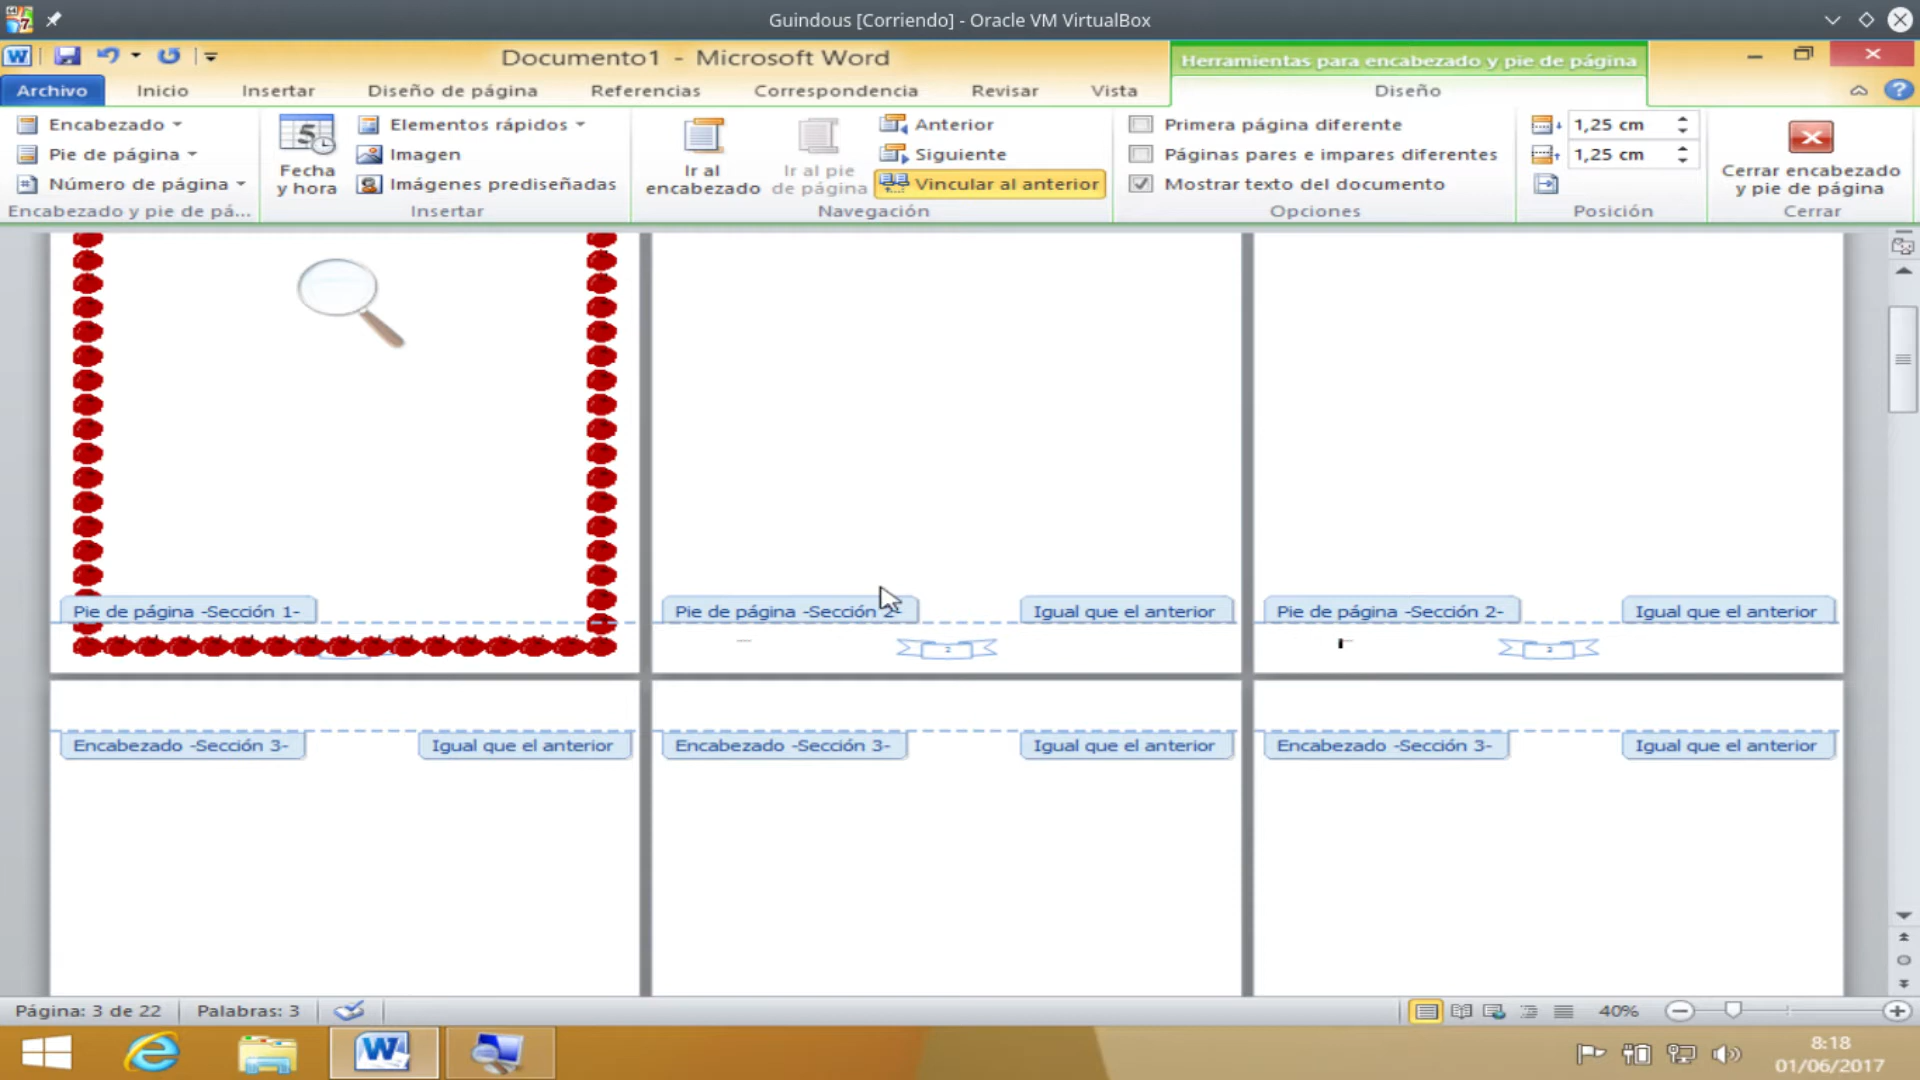 Guindous [Corriendo] - Oracle VM VirtualBox
Documento1 - Microsoft Word
Herramientas para encabezado y pie de página
Archivo Inicio Insertar Diseño de página Referencias Correspondencia Revisar Vista Diseño
Encabezado
Pie de página
Número de página
Encabezado y pie de pá...
5
Fecha
y hora
Elementos rápidos
Imagen
Imágenes prediseñadas
Insertar
Ir al
encabezado
Ir al pie
de página
Anterior
Siguiente
Vincular al anterior
Navegación
Primera página diferente
Páginas pares e impares diferentes
Mostrar texto del documento
Opciones
1,25 cm
1,25 cm
Posición
Cerrar encabezado
y pie de página
Cerrar
Pie de página -Sección 1-
Pie de página -Sección 2- Igual que el anterior
Pie de página -Sección 2- Igual que el anterior
2
3
Encabezado -Sección 3- Igual que el anterior
Encabezado -Sección 3- Igual que el anterior
Encabezado -Sección 3- Igual que el anterior
Página: 3 de 22 Palabras: 3 40%
8:18
01/06/2017